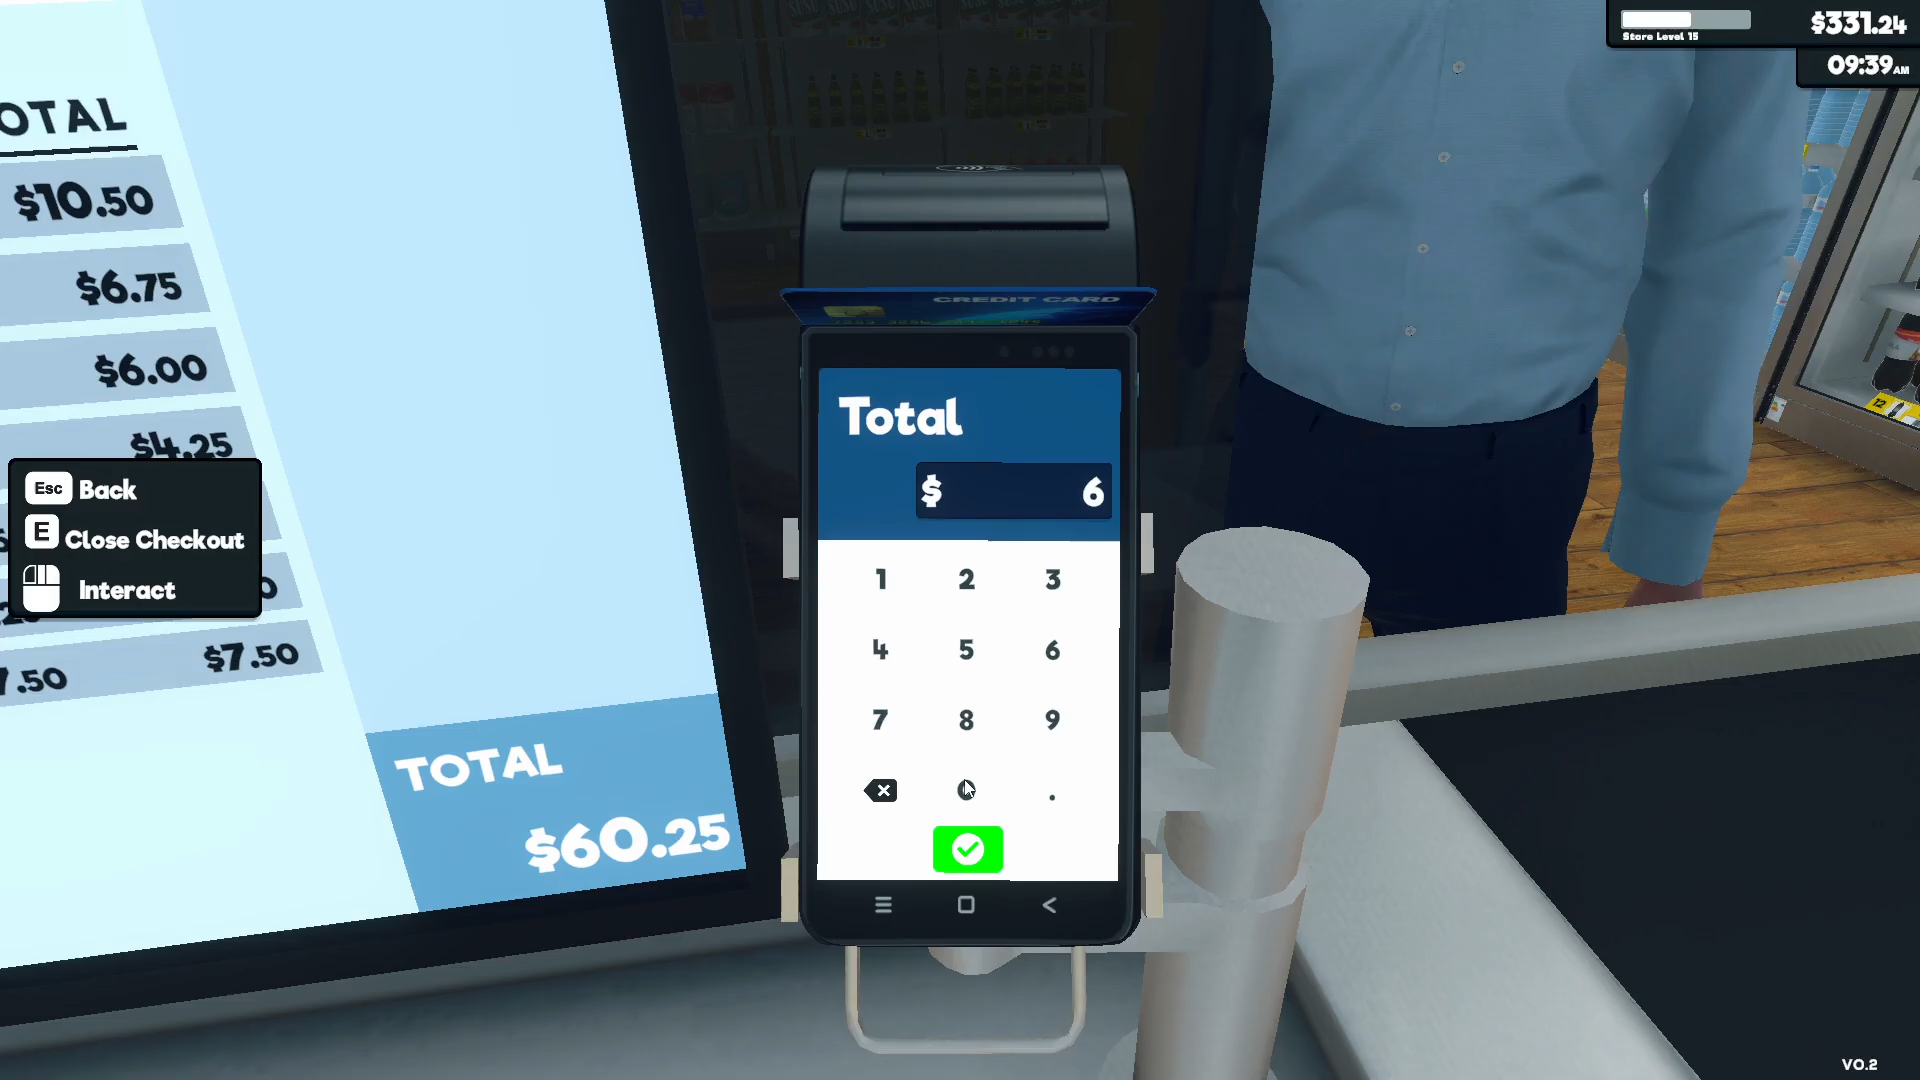 $331.24
Store Level 15
09:39AM
OTAL
$10.50
$6.75
$6.00
$4.25
Esc Back
E Close Checkout
Interact
7.50 $7.50
TOTAL
$60.25
CREDIT CARD
Total
$ 6
1 2 3
4 5 6
7 8 9
0 .
V0.2